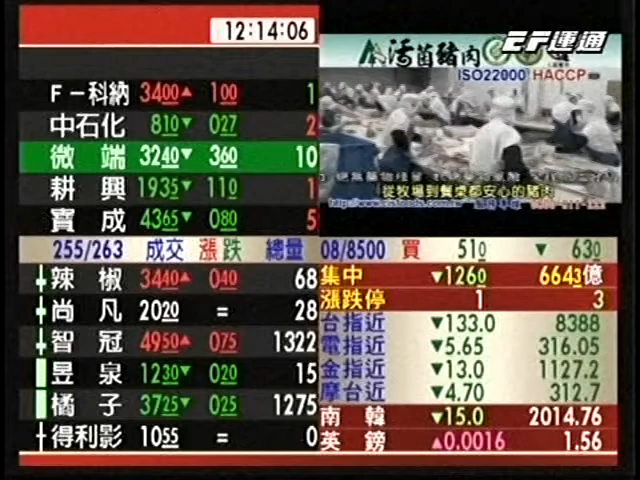 12:14:06
F－科納 3400▲ 100 1
中石化 810▼ 027 2
微端 3240▼ 360 10
耕興 1935▼ 110 1
寶成 4365▼ 080 5
255/263 成交 漲跌 總量
辣椒 3440▲ 040 68
尚凡 2020 = 28
智冠 4950▲ 075 1322
昱泉 1230▼ 020 15
橘子 3725▼ 025 1275
得利影 1055 = 0
EF運通
活菌豬肉
ISO22000 HACCP
從牧場到餐桌都安心的豬肉
08/8500 買 510 ▼ 630
集中 ▼1260 6643億
漲跌停 1 3
台指近 ▼133.0 8388
電指近 ▼5.65 316.05
金指近 ▼13.0 1127.2
摩台近 ▼4.70 312.7
南韓 ▼15.0 2014.76
英鎊 ▲0.0016 1.56